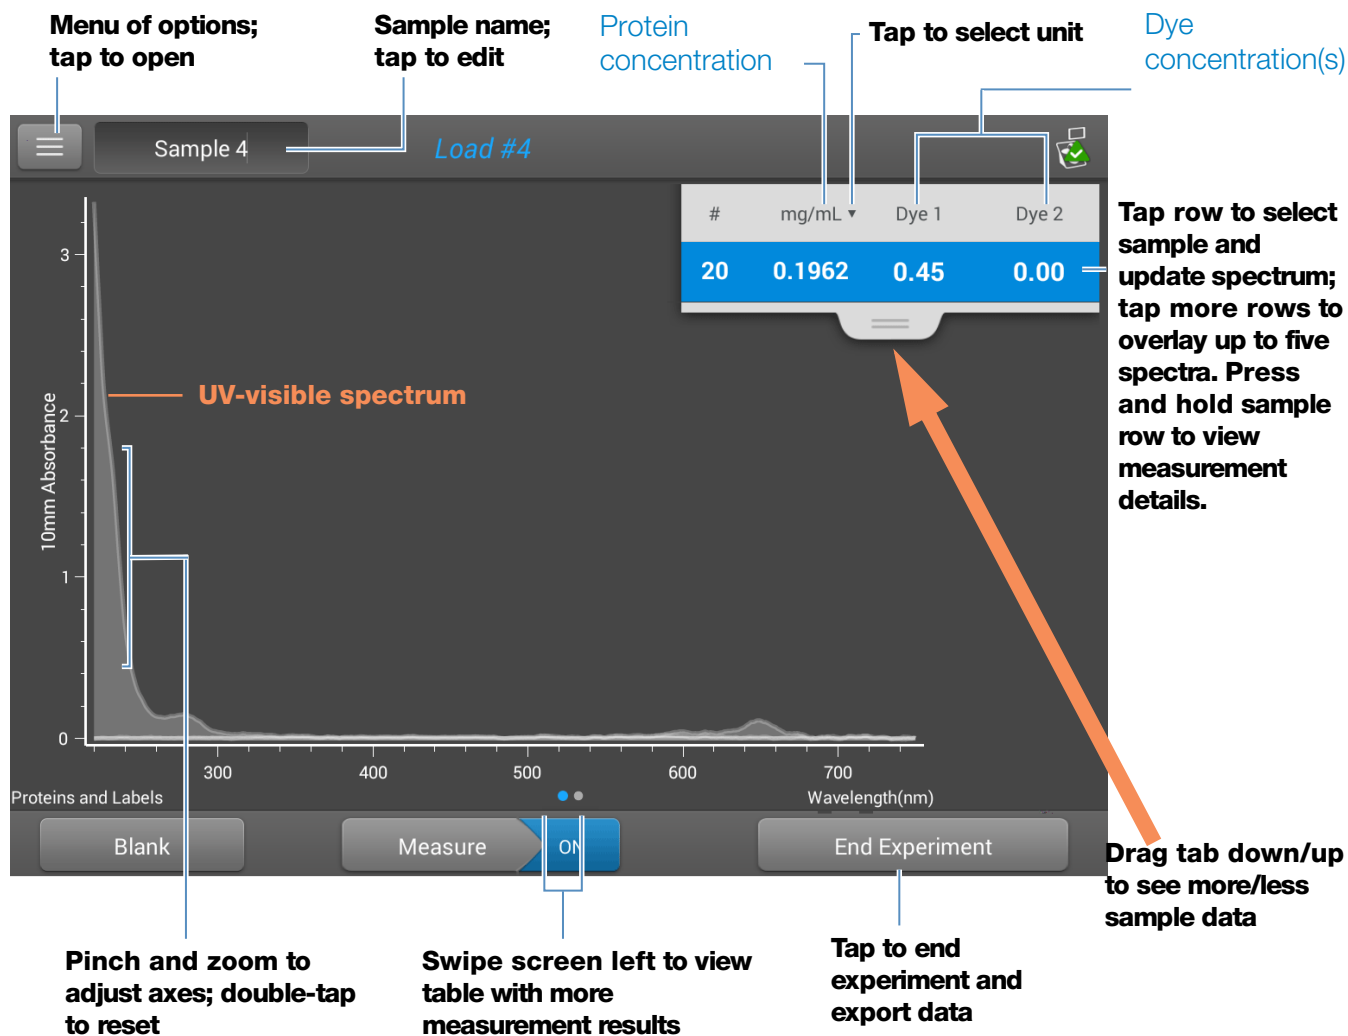 Menu of options;
tap to open
Sample name;
tap to edit
Protein
concentration
Tap to select unit
Dye
concentration(s)
Sample 4
Load #4
# mg/mL Dye 1 Dye 2
20 0.1962 0.45 0.00
Tap row to select
sample and
update spectrum;
tap more rows to
overlay up to five
spectra. Press
and hold sample
row to view
measurement
details.
UV-visible spectrum
10mm Absorbance
3
2
1
0
300 400 500 600 700
Proteins and Labels
Wavelength(nm)
Blank
Measure
ON
End Experiment
Drag tab down/up
to see more/less
sample data
Pinch and zoom to
adjust axes; double-tap
to reset
Swipe screen left to view
table with more
measurement results
Tap to end
experiment and
export data